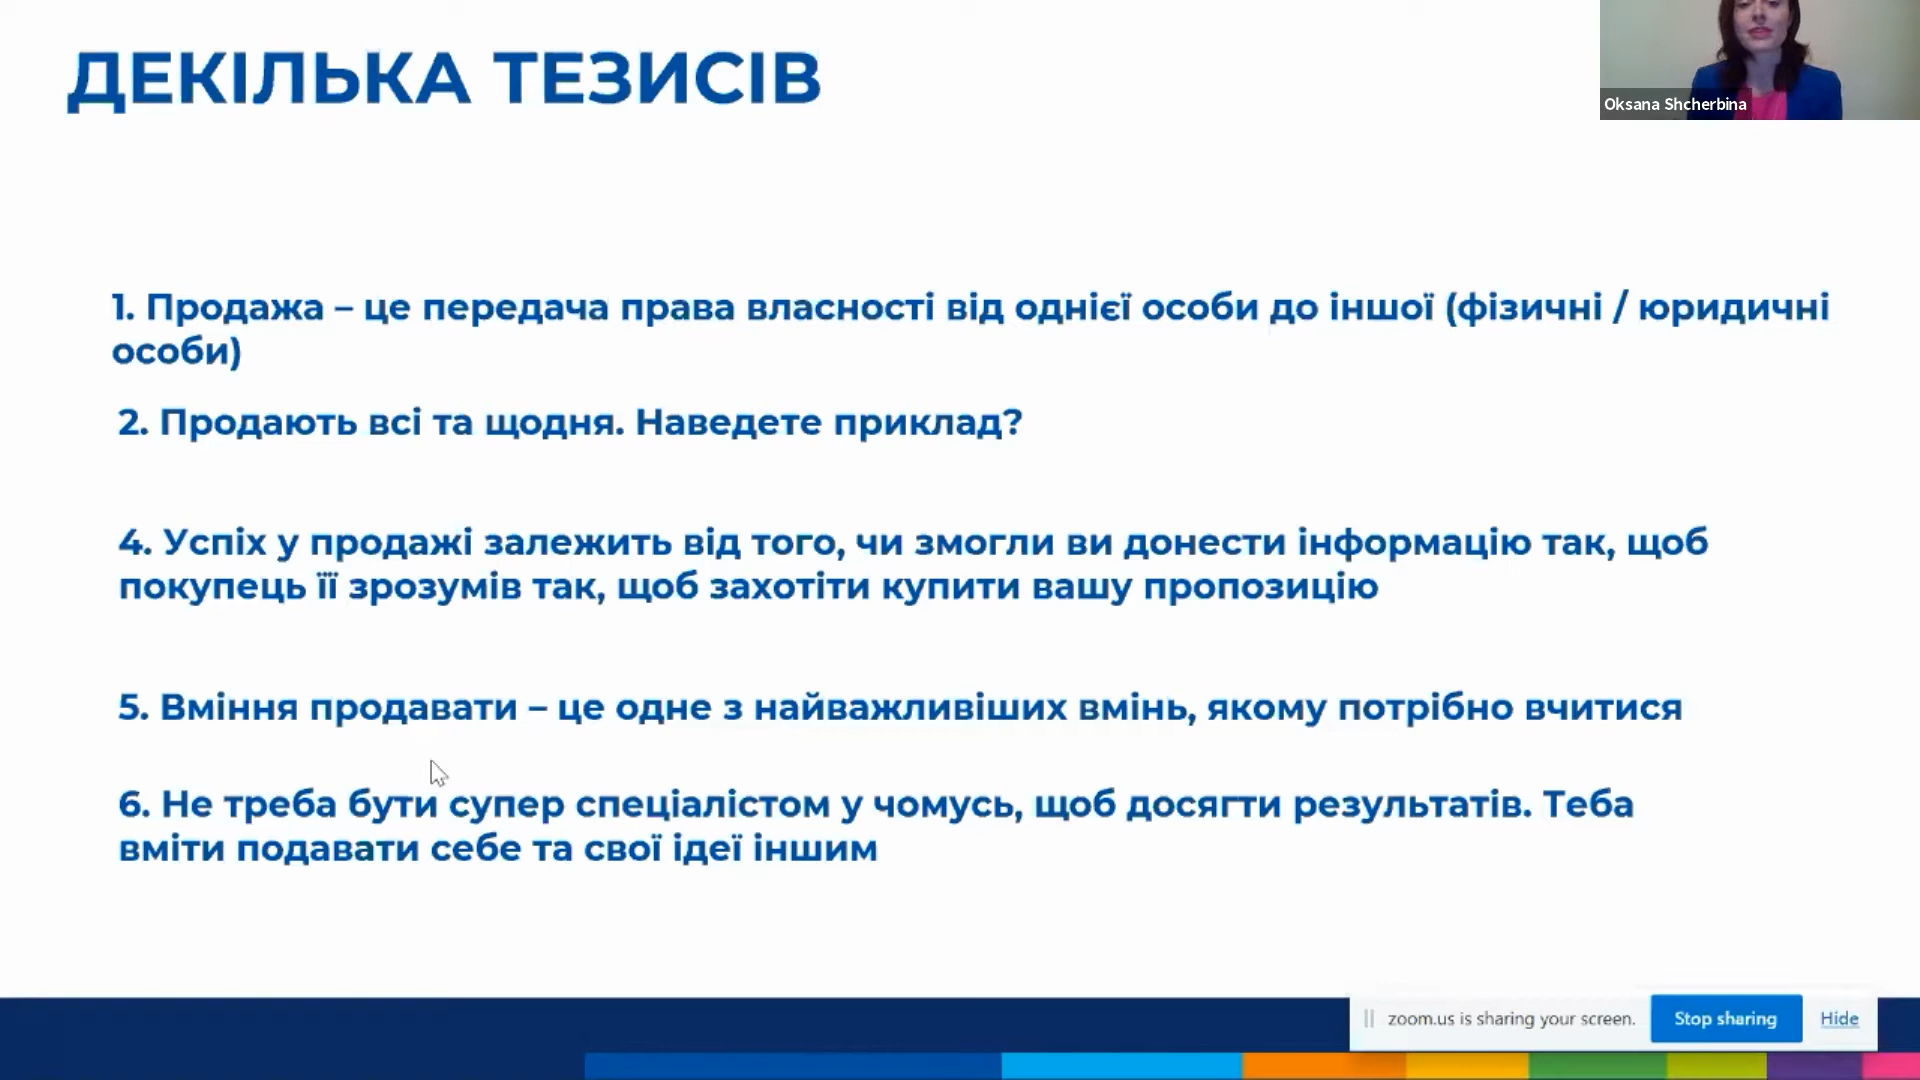 ДЕКІЛЬКА ТЕЗИСІВ
Oksana Shcherbina
1. Продажа – це передача права власності від однієї особи до іншої (фізичні / юридичні
особи)
2. Продають всі та щодня. Наведете приклад?
4. Успіх у продажі залежить від того, чи змогли ви донести інформацію так, щоб
покупець її зрозумів так, щоб захотіти купити вашу пропозицію
5. Вміння продавати – це одне з найважливіших вмінь, якому потрібно вчитися
6. Не треба бути супер спеціалістом у чомусь, щоб досягти результатів. Теба
вміти подавати себе та свої ідеї іншим
zoom.us is sharing your screen. Stop sharing Hide